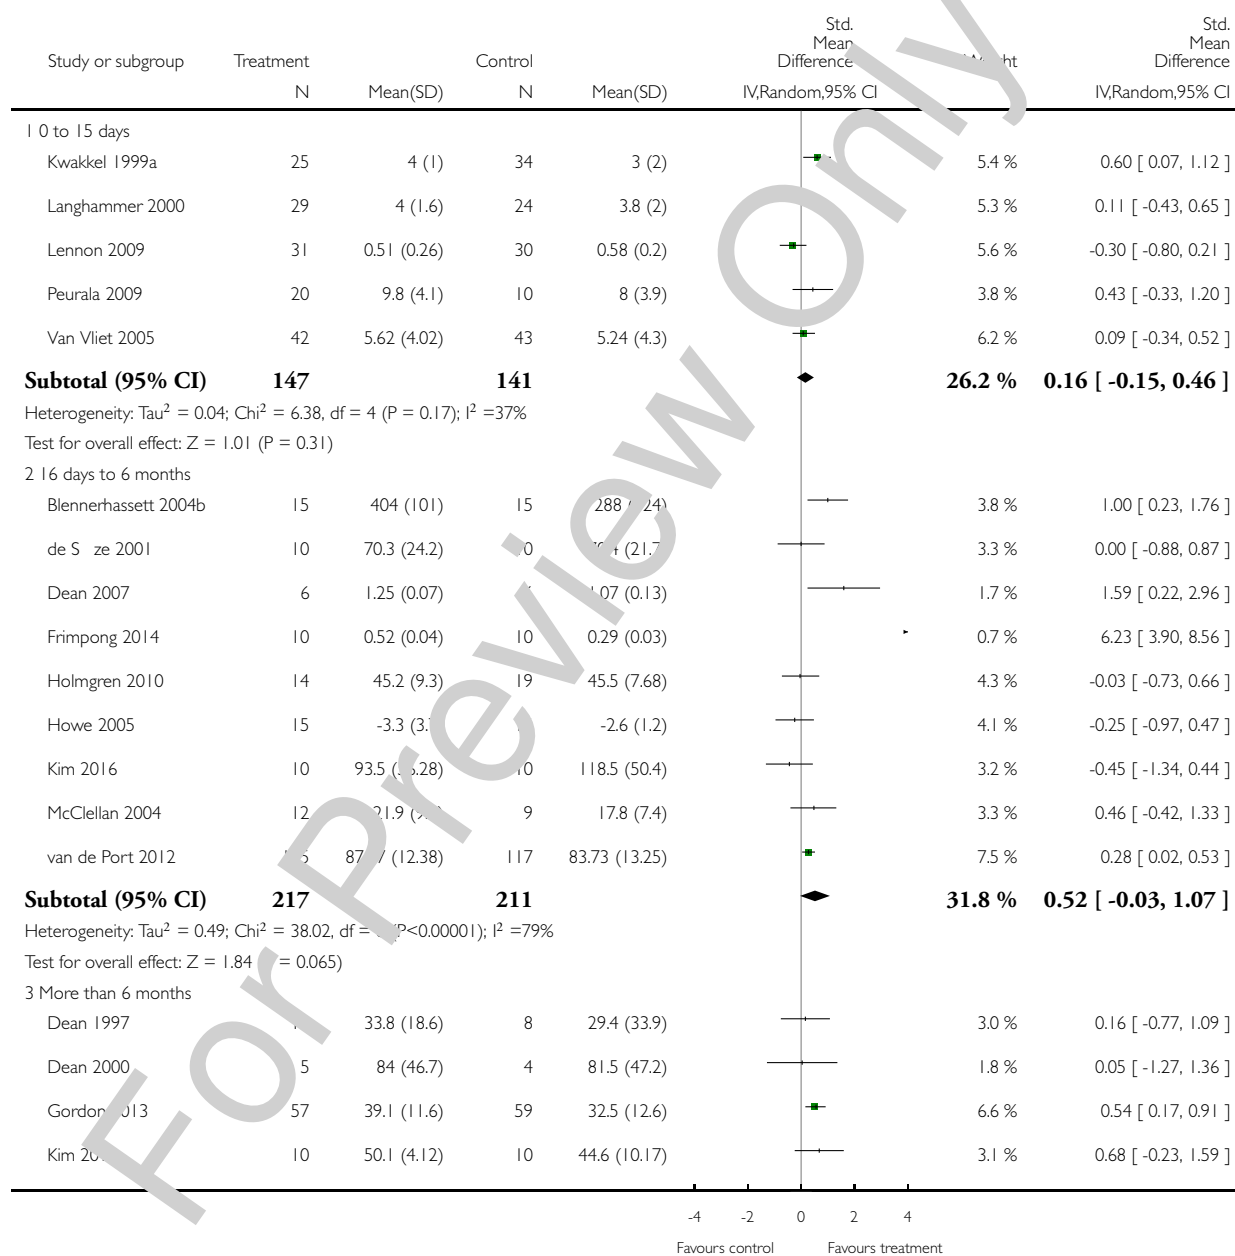 Std. Mean Difference Std. Mean Difference
Study or subgroup Treatment Control
N Mean(SD) N Mean(SD) IV,Random,95% CI IV,Random,95% CI
1 0 to 15 days
Kwakkel 1999a 25 4 (1) 34 3 (2) 5.4 % 0.60 [ 0.07, 1.12 ]
Langhammer 2000 29 4 (1.6) 24 3.8 (2) 5.3 % 0.11 [ -0.43, 0.65 ]
Lennon 2009 31 0.51 (0.26) 30 0.58 (0.2) 5.6 % -0.30 [ -0.80, 0.21 ]
Peurala 2009 20 9.8 (4.1) 10 8 (3.9) 3.8 % 0.43 [ -0.33, 1.20 ]
Van Vliet 2005 42 5.62 (4.02) 43 5.24 (4.3) 6.2 % 0.09 [ -0.34, 0.52 ]
Subtotal (95% CI) 147 141 26.2 % 0.16 [ -0.15, 0.46 ]
Heterogeneity: Tau² = 0.04; Chi² = 6.38, df = 4 (P = 0.17); I² =37%
Test for overall effect: Z = 1.01 (P = 0.31)
2 16 days to 6 months
Blennerhassett 2004b 15 404 (101) 15 288 3.8 % 1.00 [ 0.23, 1.76 ]
de S ze 2001 10 70.3 (24.2) 3.3 % 0.00 [ -0.88, 0.87 ]
Dean 2007 6 1.25 (0.07) (0.13) 1.7 % 1.59 [ 0.22, 2.96 ]
Frimpong 2014 10 0.52 (0.04) 10 0.29 (0.03) 0.7 % 6.23 [ 3.90, 8.56 ]
Holmgren 2010 14 45.2 (9.3) 19 45.5 (7.68) 4.3 % -0.03 [ -0.73, 0.66 ]
Howe 2005 15 -3.3 -2.6 (1.2) 4.1 % -0.25 [ -0.97, 0.47 ]
Kim 2016 10 93.5 10 118.5 (50.4) 3.2 % -0.45 [ -1.34, 0.44 ]
McClellan 2004 12 9 17.8 (7.4) 3.3 % 0.46 [ -0.42, 1.33 ]
van de Port 2012 (12.38) 117 83.73 (13.25) 7.5 % 0.28 [ 0.02, 0.53 ]
Subtotal (95% CI) 217 211 31.8 % 0.52 [ -0.03, 1.07 ]
Heterogeneity: Tau² = 0.49; Chi² = 38.02, df = (P<0.00001); I² =79%
Test for overall effect: Z = 1.84 = 0.065)
3 More than 6 months
Dean 1997 33.8 (18.6) 8 29.4 (33.9) 3.0 % 0.16 [ -0.77, 1.09 ]
Dean 2000 5 84 (46.7) 4 81.5 (47.2) 1.8 % 0.05 [ -1.27, 1.36 ]
Gordon 57 39.1 (11.6) 59 32.5 (12.6) 6.6 % 0.54 [ 0.17, 0.91 ]
Kim 10 50.1 (4.12) 10 44.6 (10.17) 3.1 % 0.68 [ -0.23, 1.59 ]
-4 -2 0 2 4
Favours control Favours treatment
For Preview Only